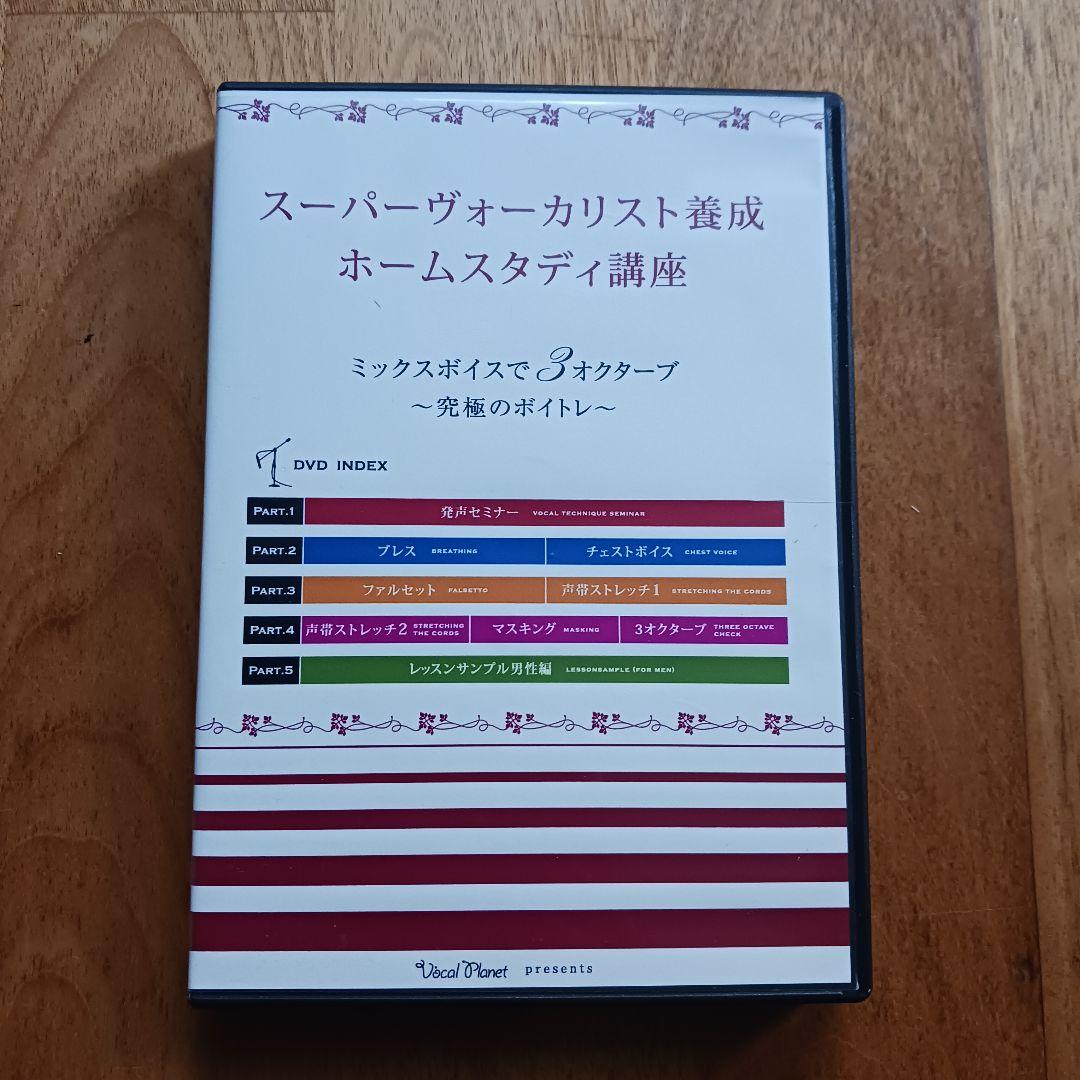 スーパーヴォーカリスト養成
ホームスタディ講座
ミックスボイスで3オクターブ
～究極のボイトレ～
DVD INDEX
PART.1 発声セミナー VOCAL TECHNIQUE SEMINAR
PART.2 ブレス BREATHING チェストボイス CHEST VOICE
PART.3 ファルセット FALSETTO 声帯ストレッチ1 STRETCHING THE CORDS
PART.4 声帯ストレッチ2 STRETCHING THE CORDS マスキング MASKING 3オクターブ THREE OCTAVE CHECK
PART.5 レッスンサンプル男性編 LESSONSAMPLE (FOR MEN)
Vocal Planet presents